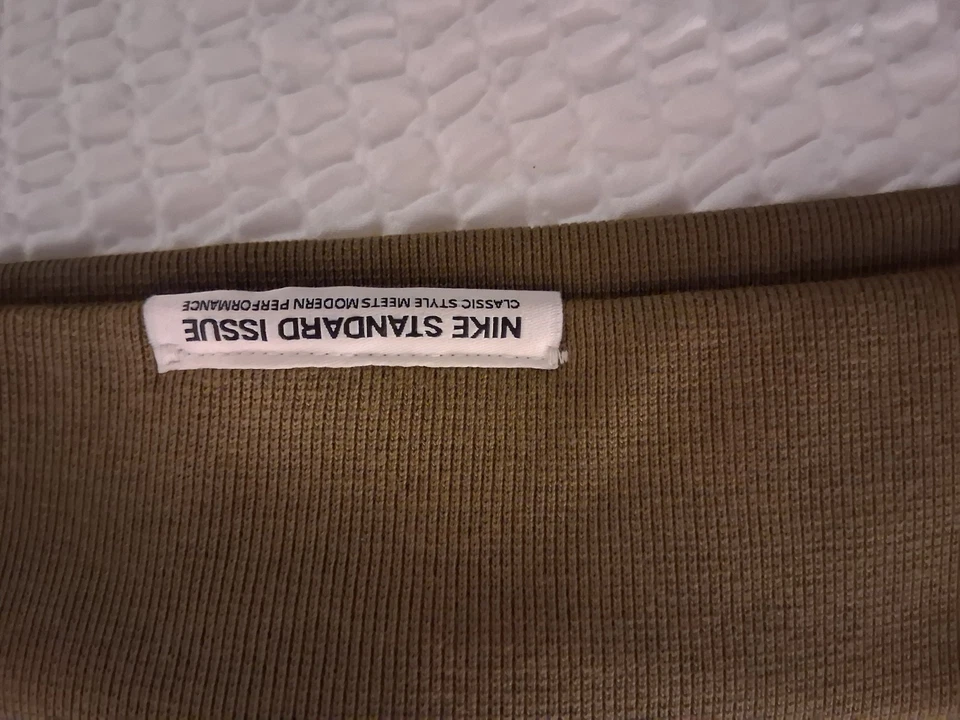 NIKE STANDARD ISSUE
CLASSIC STYLE MEETS MODERN PERFORMANCE